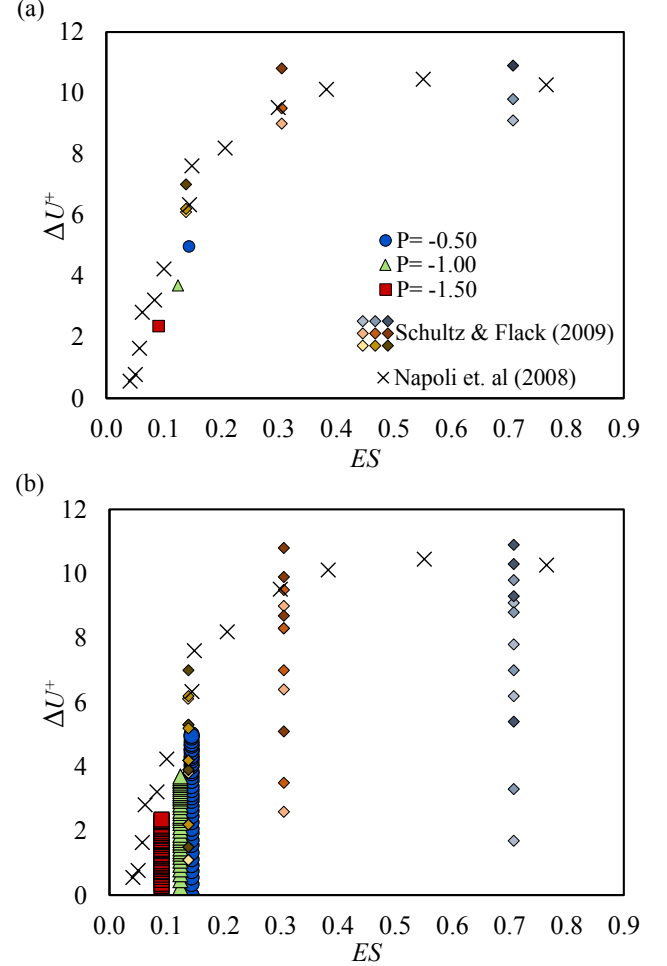 (a)
12
10
8
6
4
2
0
ΔU+
P= -0.50
P= -1.00
P= -1.50
Schultz & Flack (2009)
Napoli et. al (2008)
0.0 0.1 0.2 0.3 0.4 0.5 0.6 0.7 0.8 0.9
ES
(b)
12
10
8
6
4
2
0
ΔU+
0.0 0.1 0.2 0.3 0.4 0.5 0.6 0.7 0.8 0.9
ES